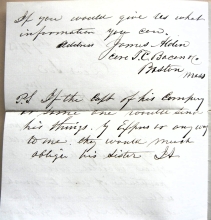 If you would give us what
information you can.
Address James Alden
care J. C. Bacon &Co
Boston
Mass
P.S If the Capt of his Company
or some one would send
his things. by Express or any way
to me. they would much
oblige his Sister